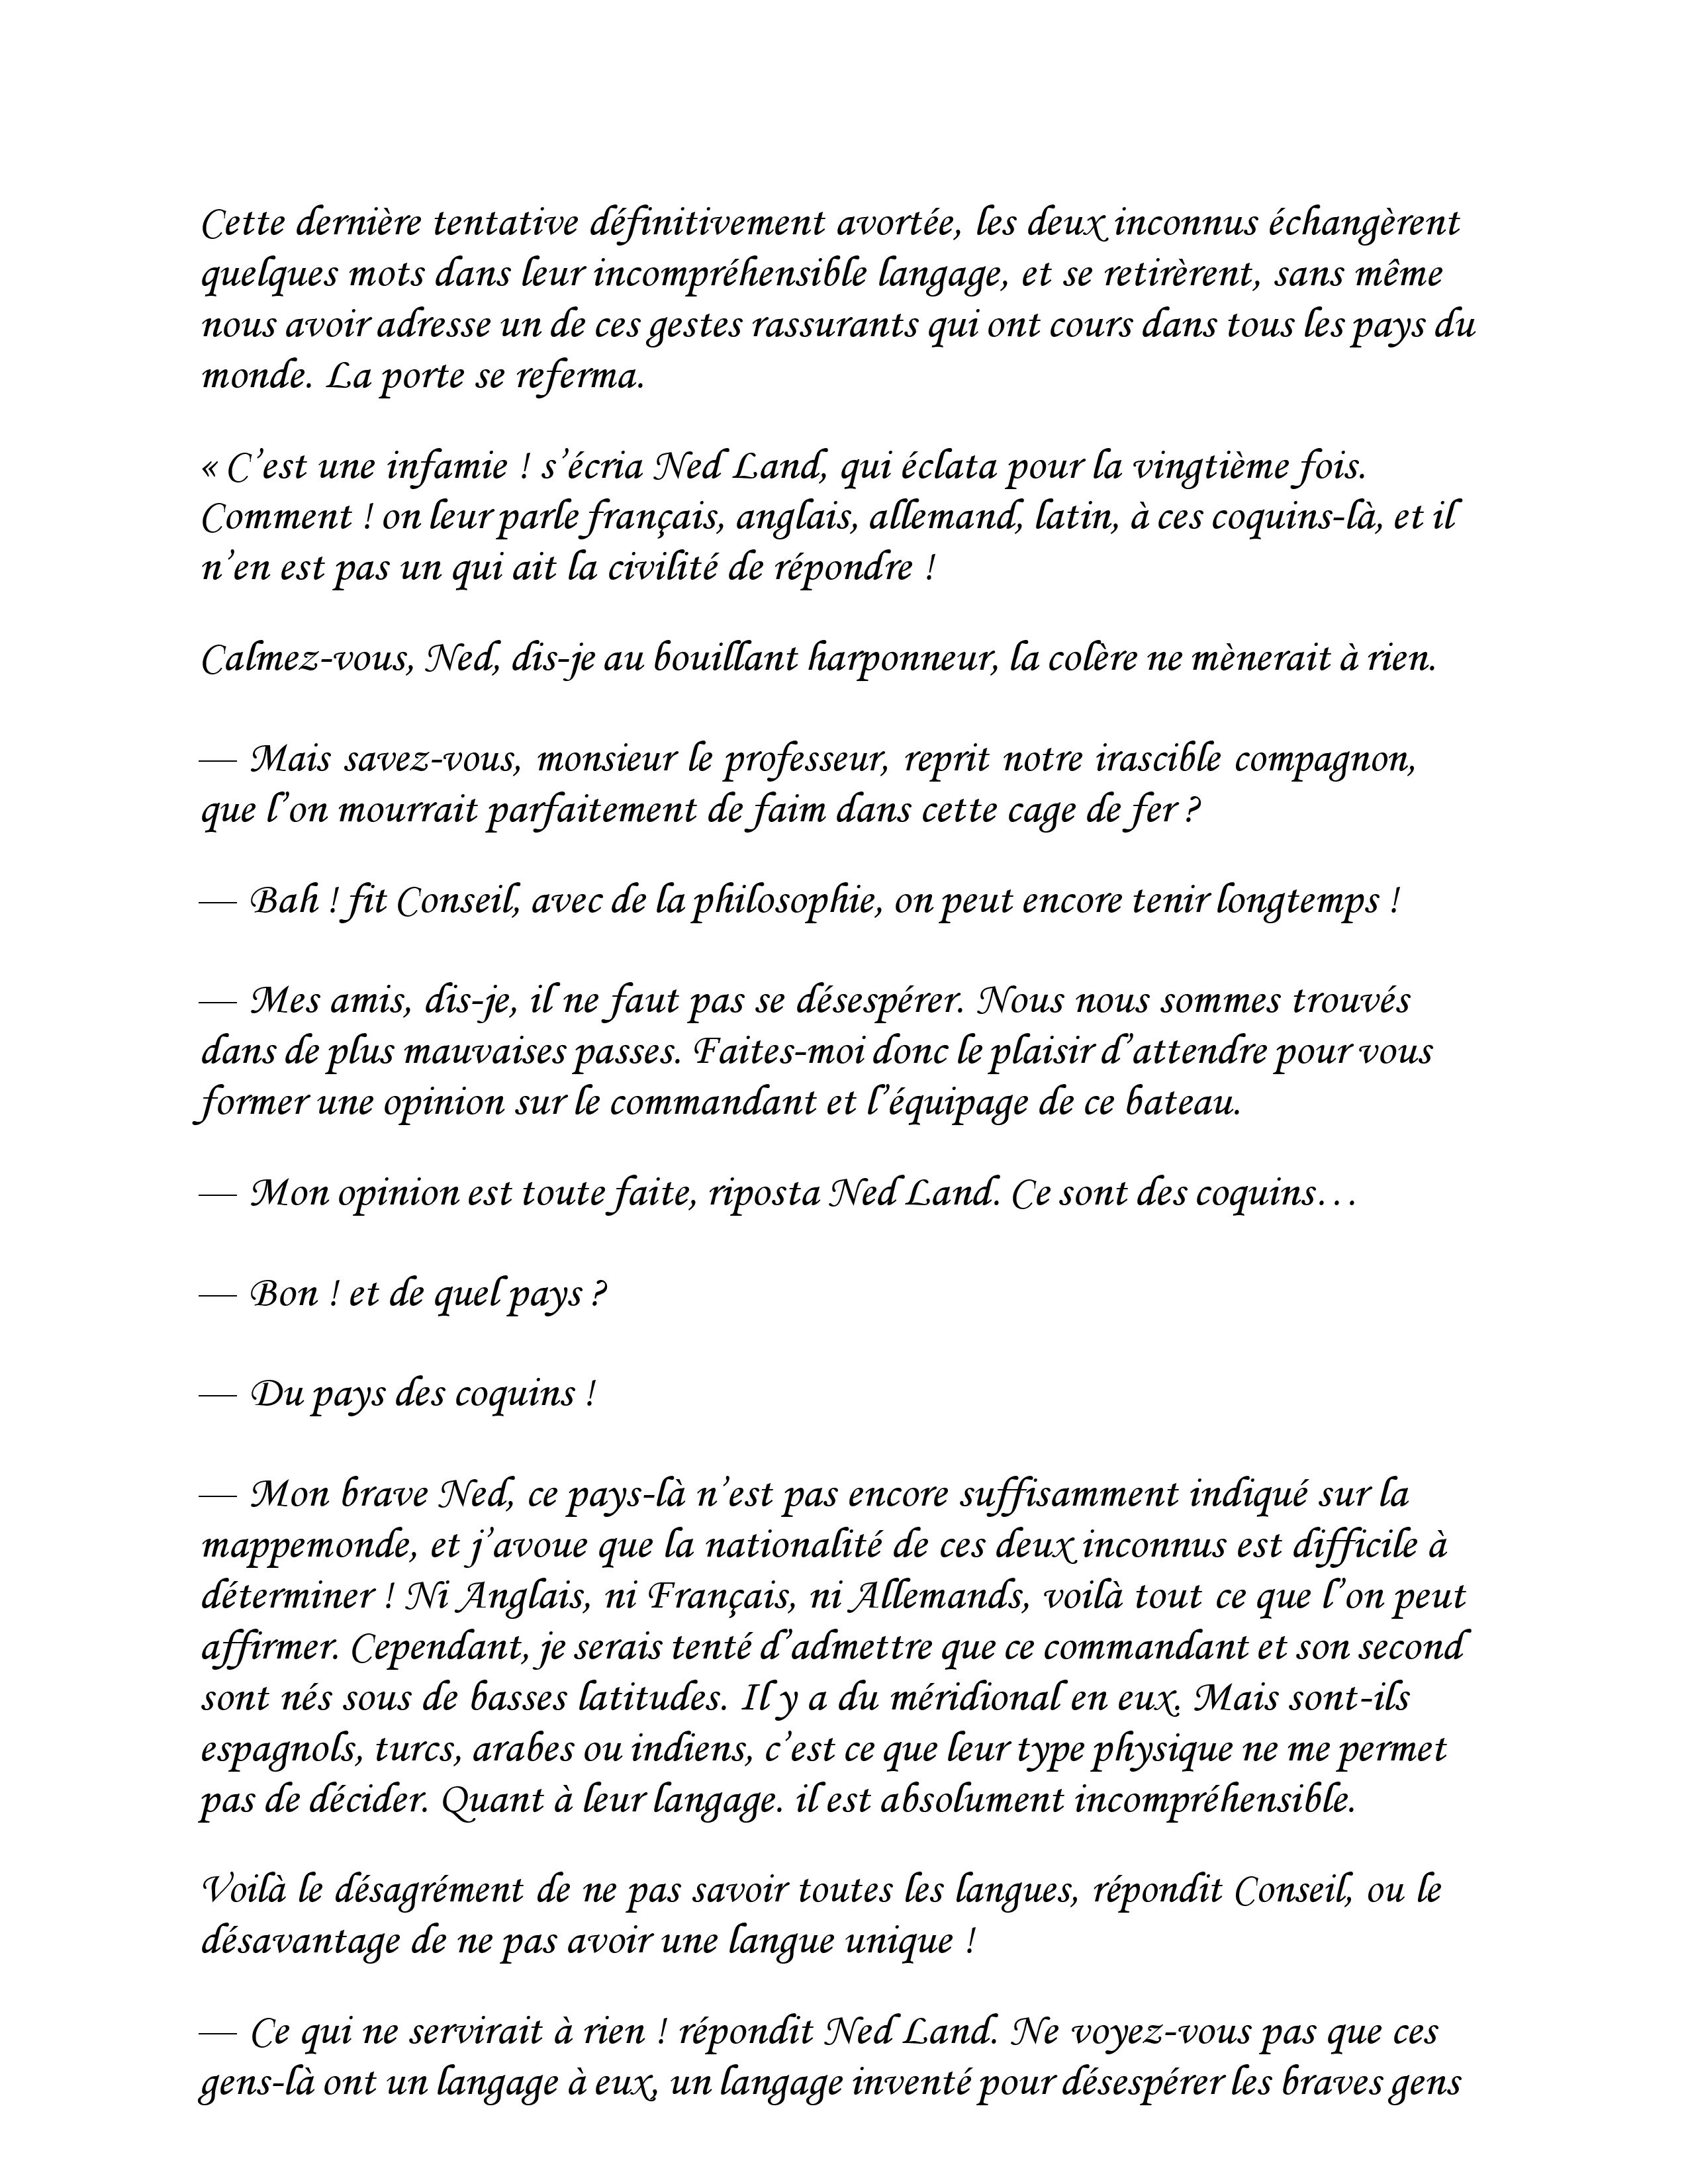 Cette dernière tentative définitivement avortée, les deux inconnus échangèrent
quelques mots dans leur incompréhensible langage, et se retirèrent, sans même
nous avoir adresse un de ces gestes rassurants qui ont cours dans tous les pays du
monde. La porte se referma.
« C’est une infamie ! s’écria Ned Land, qui éclata pour la vingtième fois.
Comment ! on leur parle français, anglais, allemand, latin, à ces coquins-là, et il
n’en est pas un qui ait la civilité de répondre !
Calmez-vous, Ned, dis-je au bouillant harponneur, la colère ne mènerait à rien.
— Mais savez-vous, monsieur le professeur, reprit notre irascible compagnon,
que l’on mourrait parfaitement de faim dans cette cage de fer ?
— Bah ! fit Conseil, avec de la philosophie, on peut encore tenir longtemps !
— Mes amis, dis-je, il ne faut pas se désespérer. Nous nous sommes trouvés
dans de plus mauvaises passes. Faites-moi donc le plaisir d’attendre pour vous
former une opinion sur le commandant et l’équipage de ce bateau.
— Mon opinion est toute faite, riposta Ned Land. Ce sont des coquins…
— Bon ! et de quel pays ?
— Du pays des coquins !
— Mon brave Ned, ce pays-là n’est pas encore suffisamment indiqué sur la
mappemonde, et j’avoue que la nationalité de ces deux inconnus est difficile à
déterminer ! Ni Anglais, ni Français, ni Allemands, voilà tout ce que l’on peut
affirmer. Cependant, je serais tenté d’admettre que ce commandant et son second
sont nés sous de basses latitudes. Il y a du méridional en eux. Mais sont-ils
espagnols, turcs, arabes ou indiens, c’est ce que leur type physique ne me permet
pas de décider. Quant à leur langage. il est absolument incompréhensible.
Voilà le désagrément de ne pas savoir toutes les langues, répondit Conseil, ou le
désavantage de ne pas avoir une langue unique !
— Ce qui ne servirait à rien ! répondit Ned Land. Ne voyez-vous pas que ces
gens-là ont un langage à eux, un langage inventé pour désespérer les braves gens